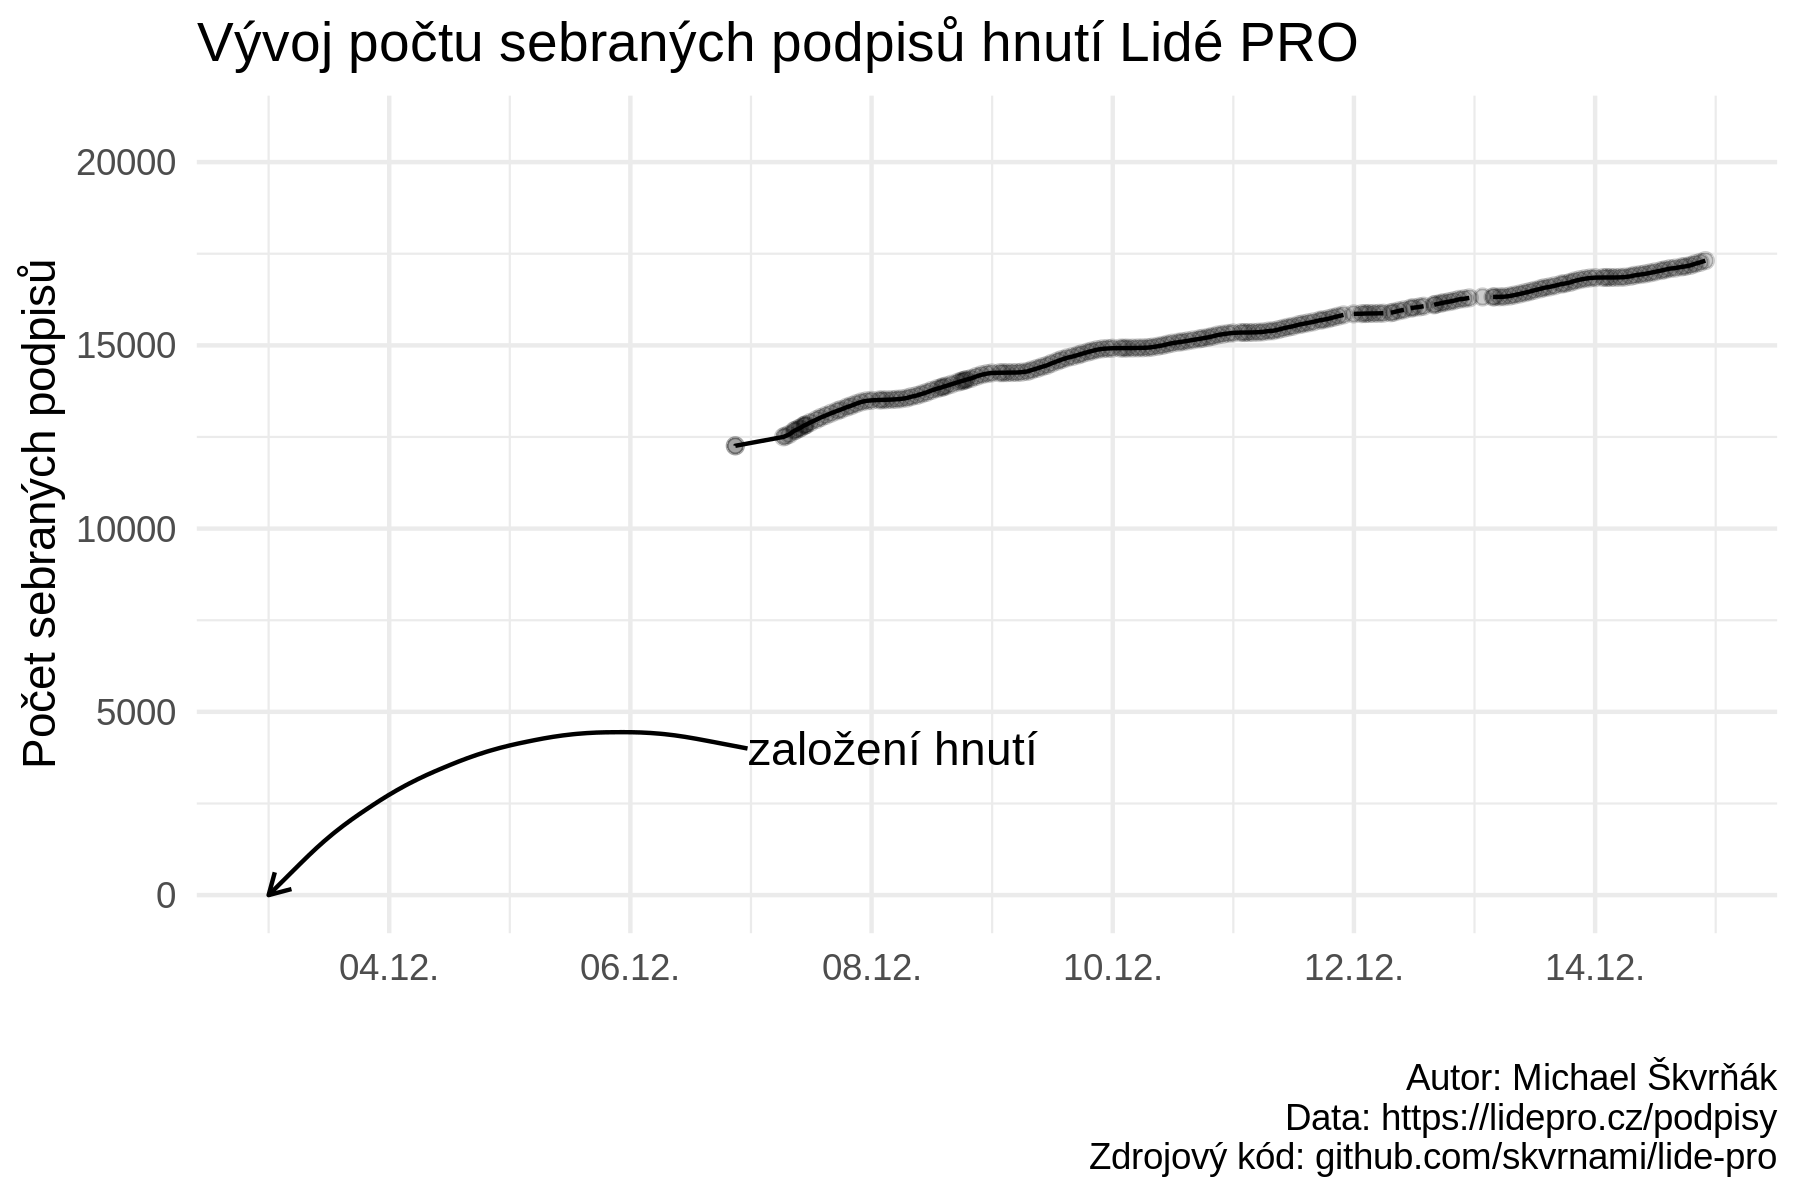 Vývoj počtu sebraných podpisů hnutí Lidé PRO
Počet sebraných podpisů
20000
15000
10000
5000
0
založení hnutí
04.12.
06.12.
08.12.
10.12.
12.12.
14.12.
Autor: Michael Škvrňák
Data: https://lidepro.cz/podpisy
Zdrojový kód: github.com/skvrnami/lide-pro